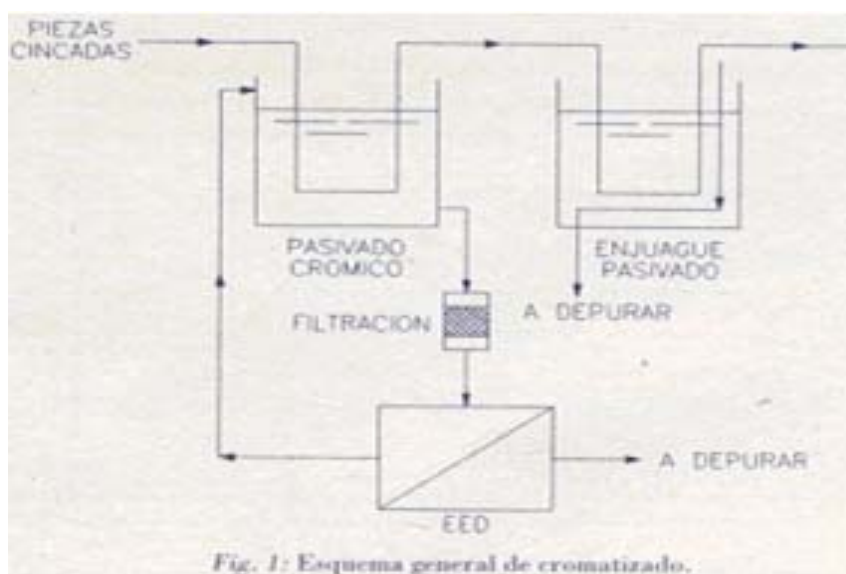 PIEZAS
CINCADAS
PASIVADO
CROMICO
ENJUAGUE
PASIVADO
FILTRACION
A DEPURAR
A DEPURAR
EED
Fig. 1: Esquema general de cromatizado.